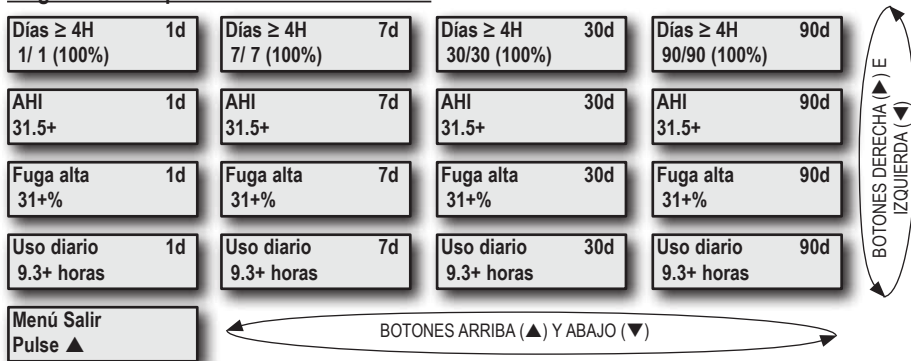 Días ≥ 4H 1d
1/ 1 (100%)
Días ≥ 4H 7d
7/ 7 (100%)
Días ≥ 4H 30d
30/30 (100%)
Días ≥ 4H 90d
90/90 (100%)
AHI 1d
31.5+
AHI 7d
31.5+
AHI 30d
31.5+
AHI 90d
31.5+
Fuga alta 1d
31+%
Fuga alta 7d
31+%
Fuga alta 30d
31+%
Fuga alta 90d
31+%
Uso diario 1d
9.3+ horas
Uso diario 7d
9.3+ horas
Uso diario 30d
9.3+ horas
Uso diario 90d
9.3+ horas
Menú Salir
Pulse ▲
BOTONES ARRIBA (▲) Y ABAJO (▼)
BOTONES DERECHA (▶) E
IZQUIERDA (◀)